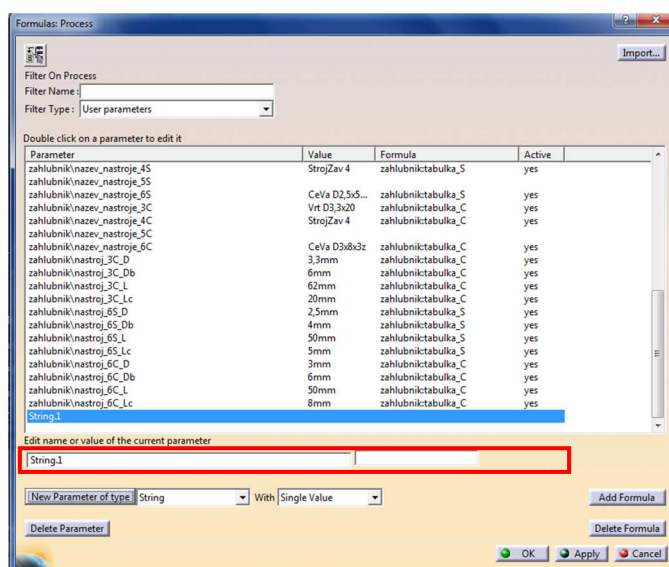 Formulas: Process
Import...
Filter On Process
Filter Name :
Filter Type : User parameters
Double click on a parameter to edit it
Parameter Value Formula Active
zahlubnik\nazev_nastroje_4S StrojZav 4 zahlubnik:tabulka_S yes
zahlubnik\nazev_nastroje_5S
zahlubnik\nazev_nastroje_6S CeVa D2,5x5... zahlubnik:tabulka_S yes
zahlubnik\nazev_nastroje_3C Vrt D3,3x20 zahlubnik:tabulka_C yes
zahlubnik\nazev_nastroje_4C StrojZav 4 zahlubnik:tabulka_C yes
zahlubnik\nazev_nastroje_5C
zahlubnik\nazev_nastroje_6C CeVa D3x8x3z zahlubnik:tabulka_C yes
zahlubnik\nastroj_3C_D 3,3mm zahlubnik:tabulka_C yes
zahlubnik\nastroj_3C_Db 6mm zahlubnik:tabulka_C yes
zahlubnik\nastroj_3C_L 62mm zahlubnik:tabulka_C yes
zahlubnik\nastroj_3C_Lc 20mm zahlubnik:tabulka_C yes
zahlubnik\nastroj_6S_D 2,5mm zahlubnik:tabulka_S yes
zahlubnik\nastroj_6S_Db 4mm zahlubnik:tabulka_S yes
zahlubnik\nastroj_6S_L 50mm zahlubnik:tabulka_S yes
zahlubnik\nastroj_6S_Lc 5mm zahlubnik:tabulka_S yes
zahlubnik\nastroj_6C_D 3mm zahlubnik:tabulka_C yes
zahlubnik\nastroj_6C_Db 6mm zahlubnik:tabulka_C yes
zahlubnik\nastroj_6C_L 50mm zahlubnik:tabulka_C yes
zahlubnik\nastroj_6C_Lc 8mm zahlubnik:tabulka_C yes
String.1
Edit name or value of the current parameter
String.1
New Parameter of type String With Single Value Add Formula
Delete Parameter Delete Formula
OK Apply Cancel